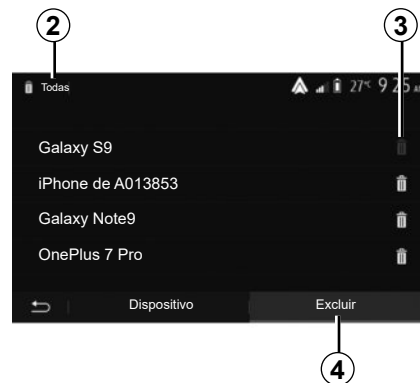 2
3
Todas
27°C 9 25 AM
Galaxy S9
iPhone de A013853
Galaxy Note9
OnePlus 7 Pro
Dispositivo
Excluir
4